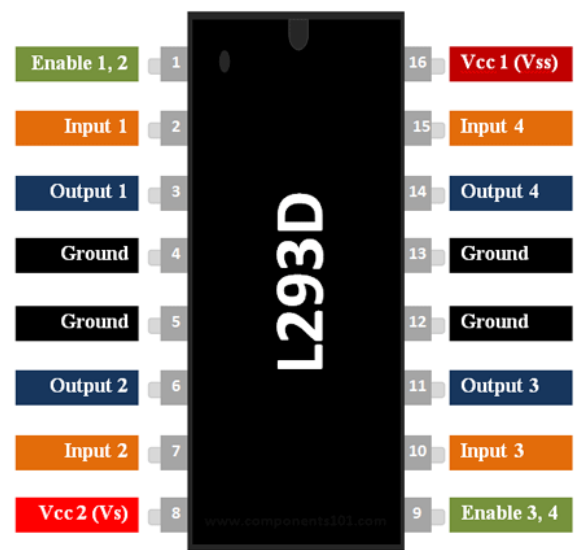 Enable 1, 2
1
16
Vcc 1 (Vss)
Input 1
2
15
Input 4
Output 1
3
14
Output 4
Ground
4
13
Ground
L293D
Ground
5
12
Ground
Output 2
6
11
Output 3
Input 2
7
10
Input 3
Vcc 2 (Vs)
8
9
Enable 3, 4
www.components101.com